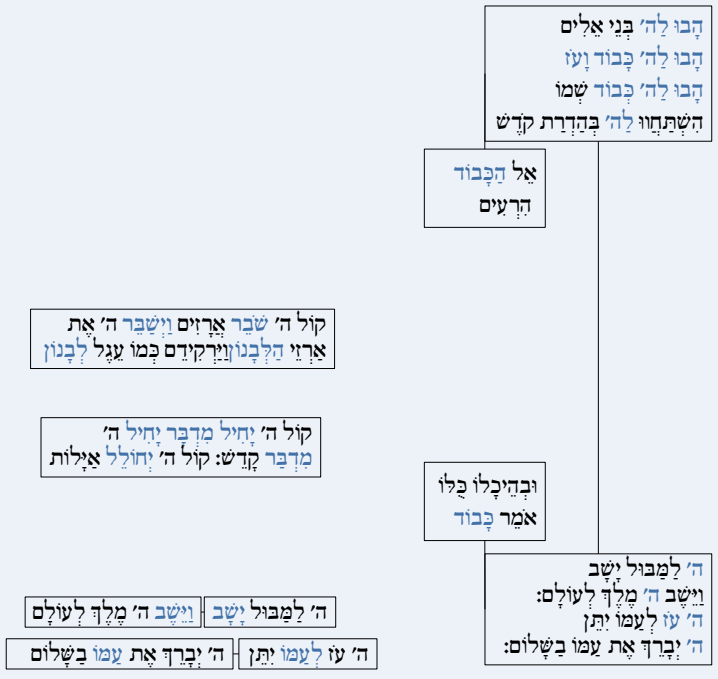 הָבוּ לַה׳ בְּנֵי אֵלִים
הָבוּ לַה׳ כָּבוֹד וָעֹז
הָבוּ לַה׳ כְּבוֹד שְׁמוֹ
הִשְׁתַּחֲווּ לַה׳ בְּהַדְרַת קֹדֶשׁ
אֵל הַכָּבוֹד
הִרְעִים
קוֹל ה׳ שֹׁבֵר אֲרָזִים וַיְשַׁבֵּר ה׳ אֶת
אַרְזֵי הַלְּבָנוֹןוַיַּרְקִידֵם כְּמוֹ עֵגֶל לְבָנוֹן
קוֹל ה׳ יָחִיל מִדְבָּר יָחִיל ה׳
מִדְבַּר קָדֵשׁ: קוֹל ה׳ יְחוֹלֵל אַיָּלוֹת
וּבְהֵיכָלוֹ כֻּלּוֹ
אֹמֵר כָּבוֹד
ה׳ לַמַּבּוּל יָשָׁב
וַיֵּשֶׁב ה׳ מֶלֶךְ לְעוֹלָם:
ה׳ עֹז לְעַמּוֹ יִתֵּן
ה׳ יְבָרֵךְ אֶת עַמּוֹ בַשָּׁלוֹם:
ה׳ לַמַּבּוּל יָשָׁב וַיֵּשֶׁב ה׳ מֶלֶךְ לְעוֹלָם
ה׳ עֹז לְעַמּוֹ יִתֵּן ה׳ יְבָרֵךְ אֶת עַמּוֹ בַשָּׁלוֹם